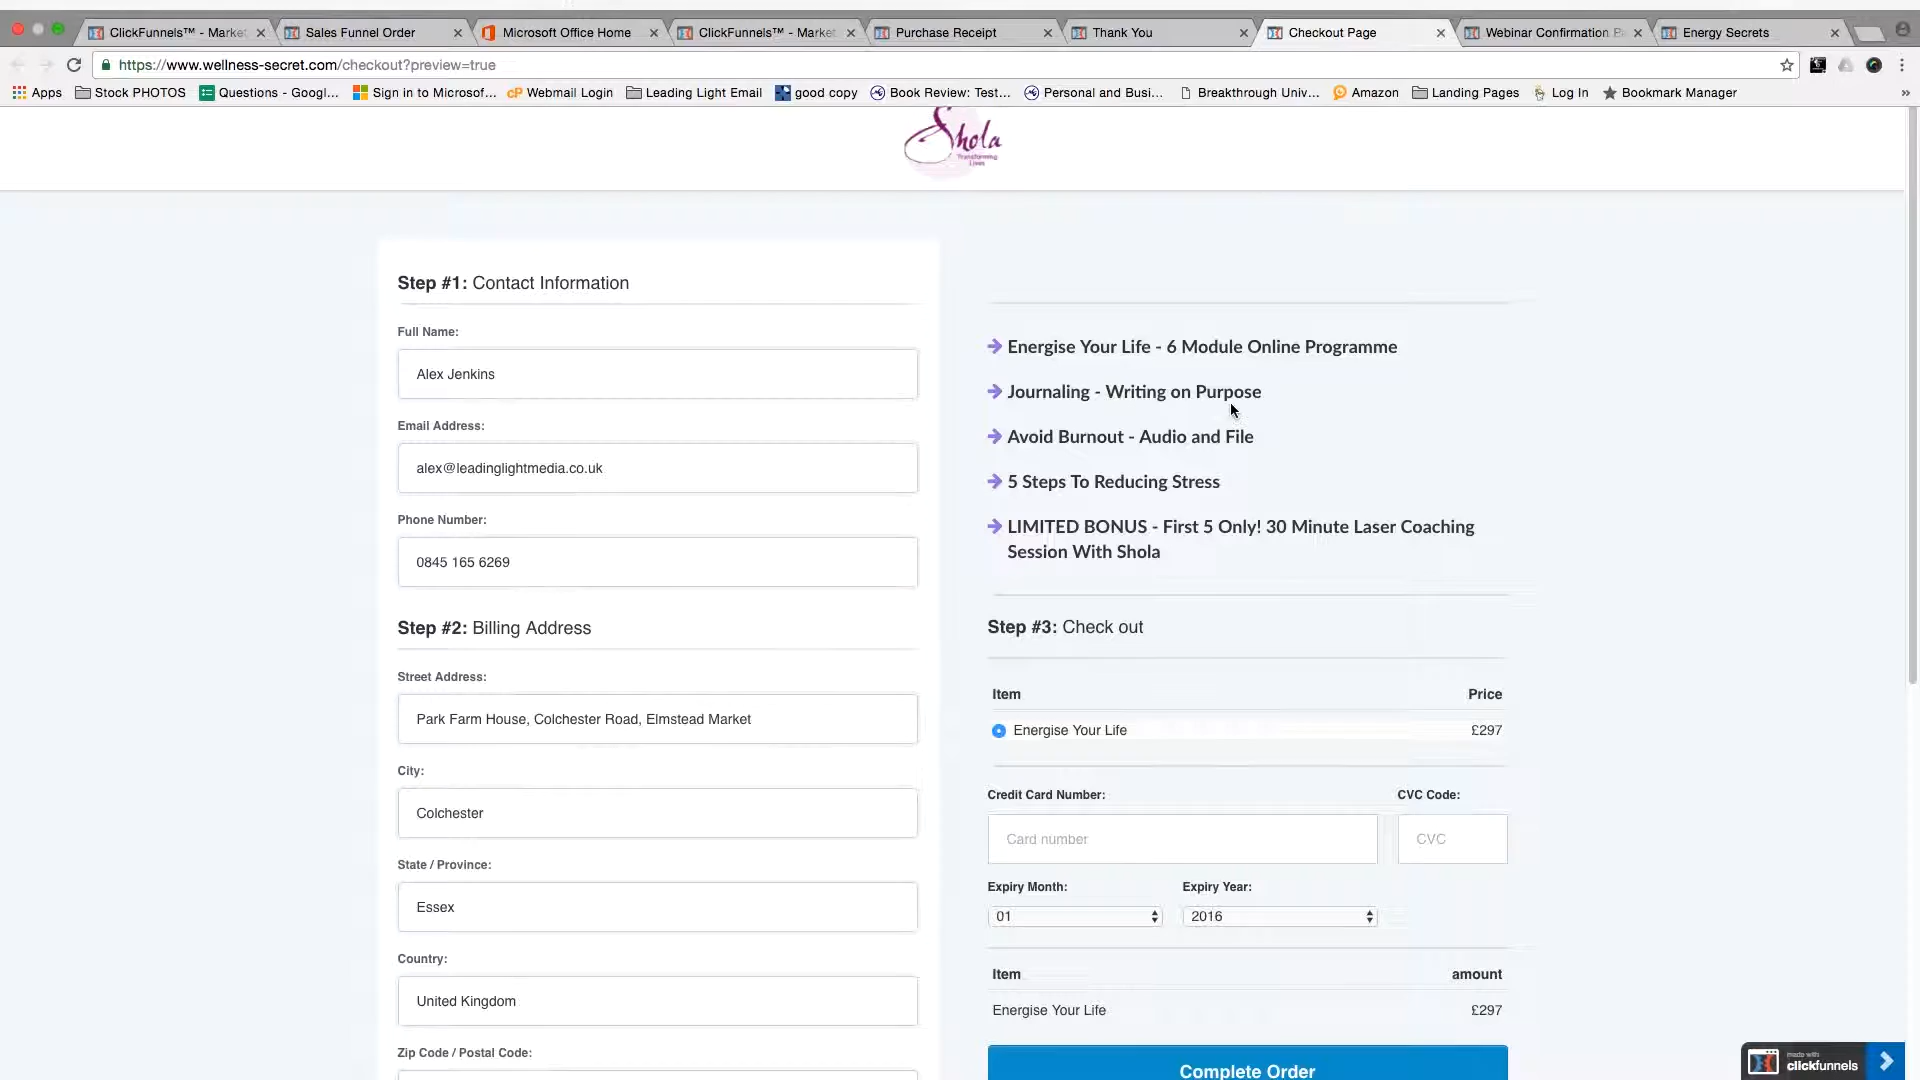 ClickFunnels™ - Market
Sales Funnel Order
Microsoft Office Home
ClickFunnels™ - Market
Purchase Receipt
Thank You
Checkout Page
Webinar Confirmation
Energy Secrets
https://www.wellness-secret.com/checkout?preview=true
Apps
Stock PHOTOS
Questions - Googl...
Sign in to Microsof...
cP Webmail Login
Leading Light Email
good copy
Book Review: Test...
Personal and Busi...
Breakthrough Univ...
Amazon
Landing Pages
Log In
Bookmark Manager
»
Shola
Transforming
Lives
Step #1: Contact Information
Full Name:
Alex Jenkins
Email Address:
alex@leadinglightmedia.co.uk
Phone Number:
0845 165 6269
Step #2: Billing Address
Street Address:
Park Farm House, Colchester Road, Elmstead Market
City:
Colchester
State / Province:
Essex
Country:
United Kingdom
Zip Code / Postal Code:
Energise Your Life - 6 Module Online Programme
Journaling - Writing on Purpose
Avoid Burnout - Audio and File
5 Steps To Reducing Stress
LIMITED BONUS - First 5 Only! 30 Minute Laser Coaching
Session With Shola
Step #3: Check out
Item Price
Energise Your Life £297
Credit Card Number: CVC Code:
Card number CVC
Expiry Month: Expiry Year:
01 2016
Item amount
Energise Your Life £297
Complete Order
made with
clickfunnels